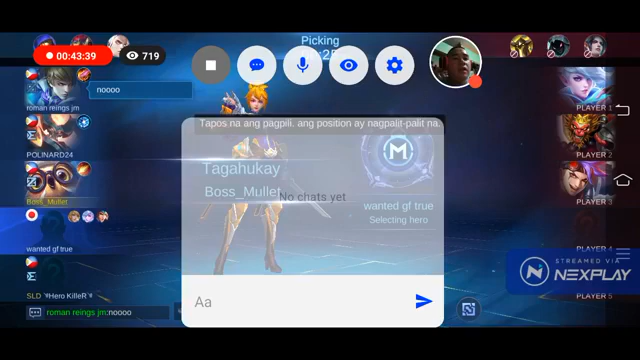 Picking
00:43:39
719
noooo
roman reings jm
PLAYER 1
Tapos na ang pagpili. ang position ay nagpalit-palit na.
POLINARD24
PLAYER 2
M
Tagahukay
Boss_Mullet
No chats yet
Boss_Mullet
PLAYER 3
wanted gf true
Selecting hero
wanted gf true
PLAYER 4
STREAMED VIA
NEXPLAY
SLD Hero KilleR
PLAYER 5
Aa
roman reings jm:noooo